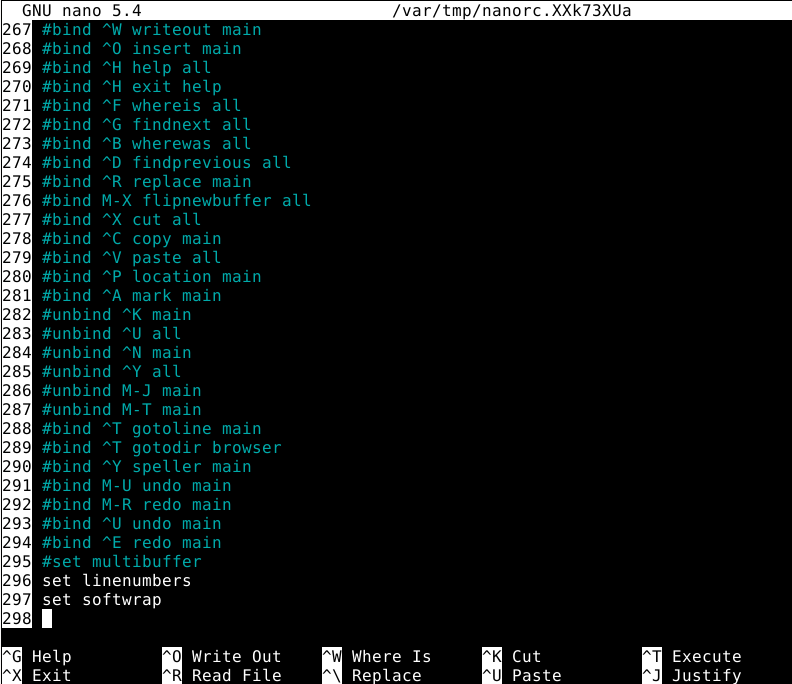 GNU nano 5.4 /var/tmp/nanorc.XXk73XUa
267 #bind ^W writeout main
268 #bind ^O insert main
269 #bind ^H help all
270 #bind ^H exit help
271 #bind ^F whereis all
272 #bind ^G findnext all
273 #bind ^B wherewas all
274 #bind ^D findprevious all
275 #bind ^R replace main
276 #bind M-X flipnewbuffer all
277 #bind ^X cut all
278 #bind ^C copy main
279 #bind ^V paste all
280 #bind ^P location main
281 #bind ^A mark main
282 #unbind ^K main
283 #unbind ^U all
284 #unbind ^N main
285 #unbind ^Y all
286 #unbind M-J main
287 #unbind M-T main
288 #bind ^T gotoline main
289 #bind ^T gotodir browser
290 #bind ^Y speller main
291 #bind M-U undo main
292 #bind M-R redo main
293 #bind ^U undo main
294 #bind ^E redo main
295 #set multibuffer
296 set linenumbers
297 set softwrap
298
^G Help ^O Write Out ^W Where Is ^K Cut ^T Execute
^X Exit ^R Read File ^\ Replace ^U Paste ^J Justify